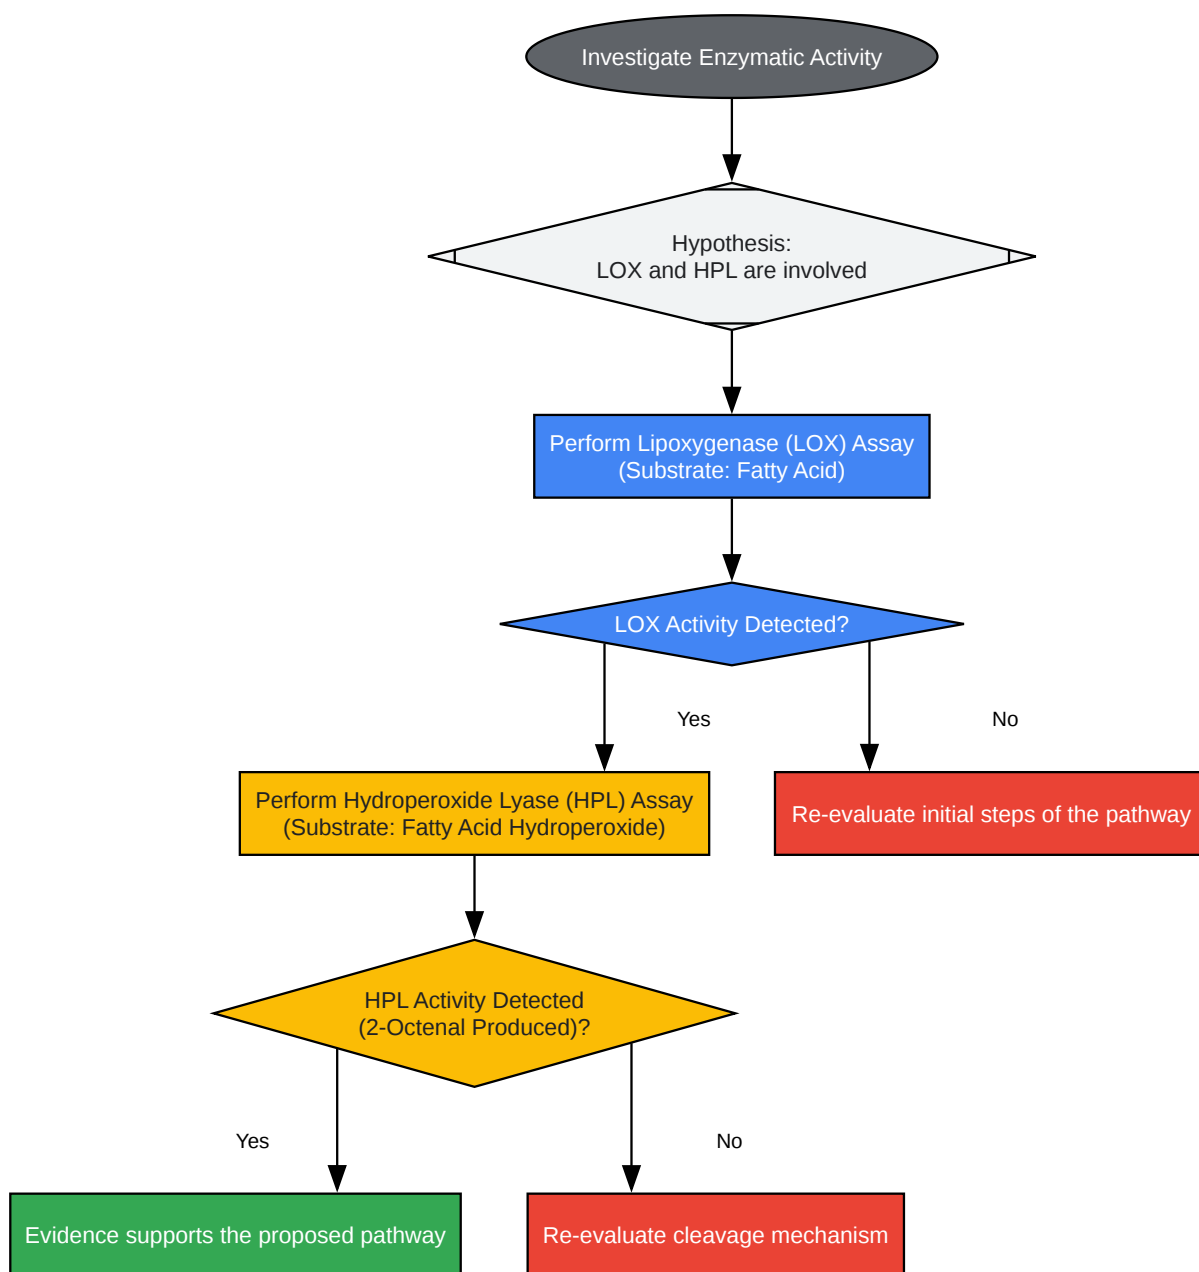 Investigate Enzymatic Activity
Hypothesis:
LOX and HPL are involved
Perform Lipoxygenase (LOX) Assay
(Substrate: Fatty Acid)
LOX Activity Detected?
Yes
No
Perform Hydroperoxide Lyase (HPL) Assay
(Substrate: Fatty Acid Hydroperoxide)
Re-evaluate initial steps of the pathway
HPL Activity Detected
(2-Octenal Produced)?
Yes
No
Evidence supports the proposed pathway
Re-evaluate cleavage mechanism